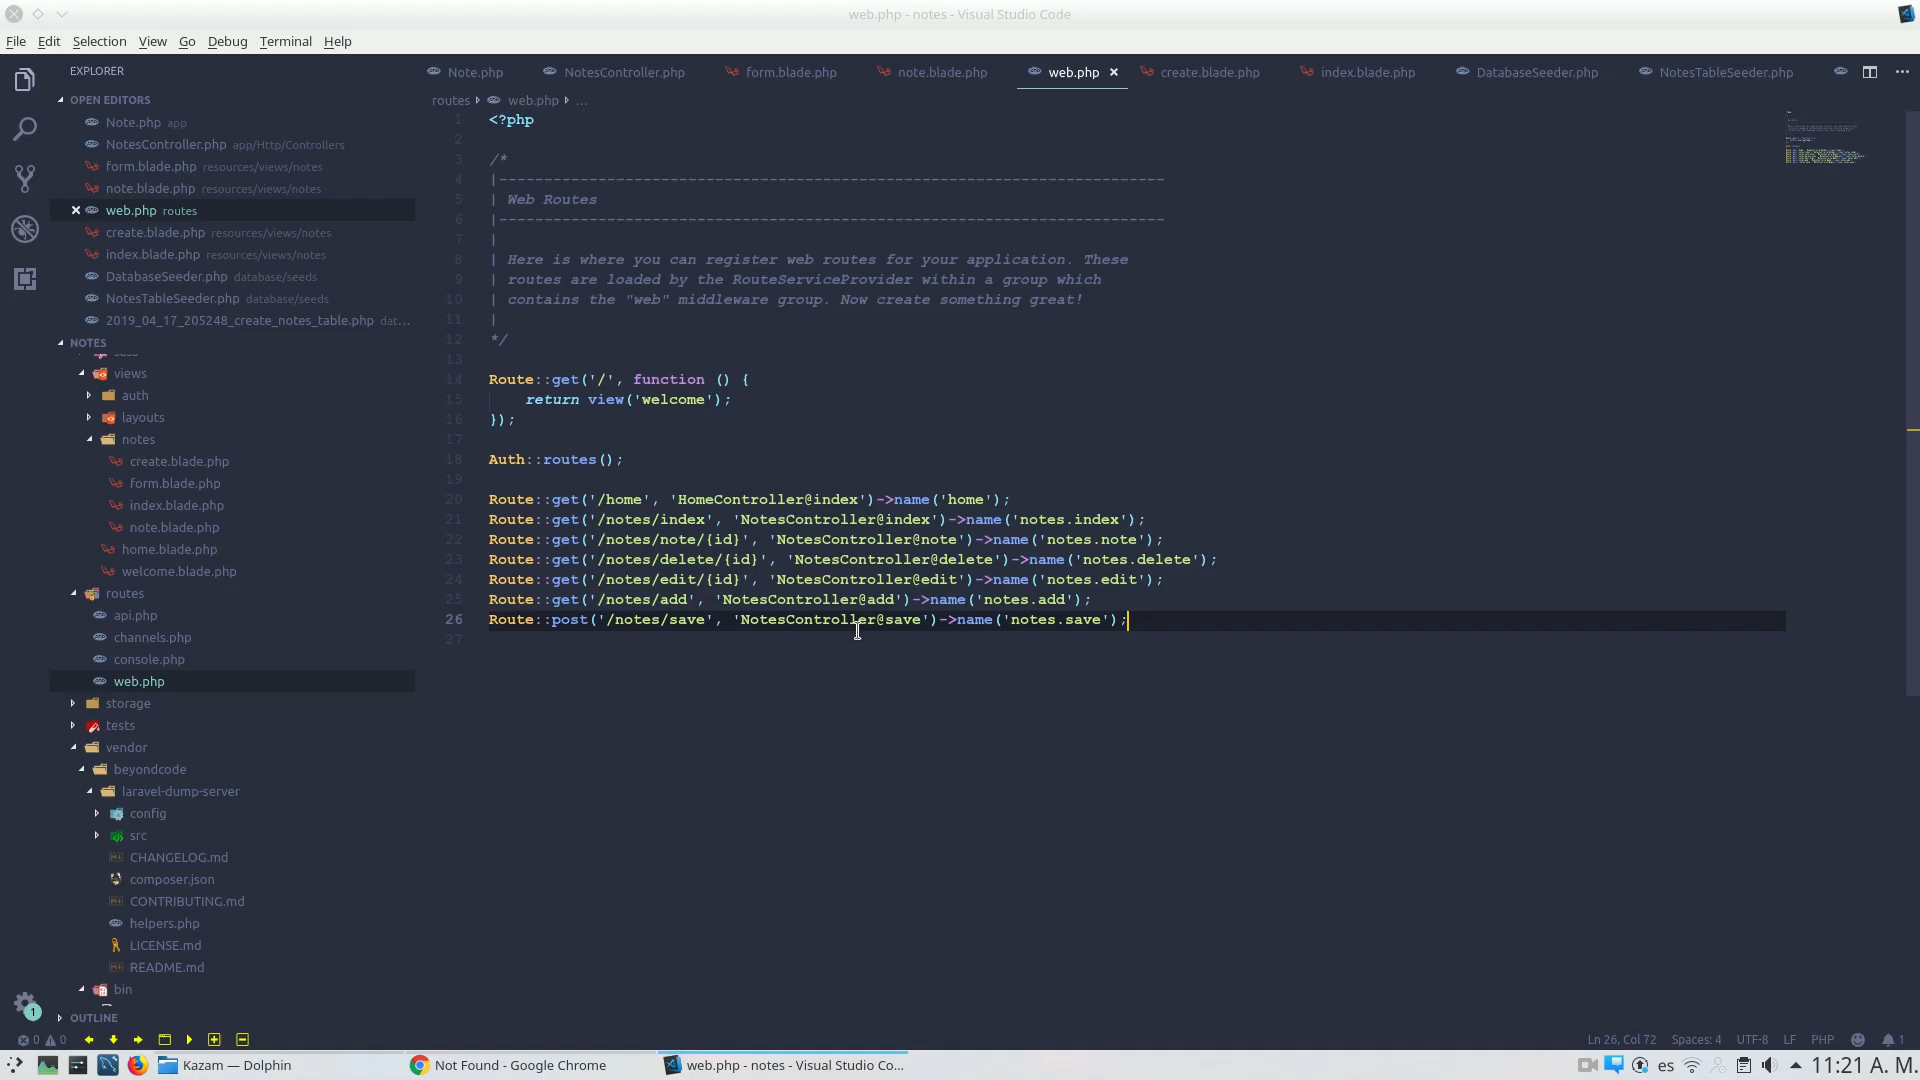 web.php - notes - Visual Studio Code
File Edit Selection View Go Debug Terminal Help
EXPLORER
OPEN EDITORS
Note.php app
NotesController.php app/Http/Controllers
form.blade.php resources/views/notes
note.blade.php resources/views/notes
web.php routes
create.blade.php resources/views/notes
index.blade.php resources/views/notes
DatabaseSeeder.php database/seeds
NotesTableSeeder.php database/seeds
2019_04_17_205248_create_notes_table.php dat...
NOTES
views
auth
layouts
notes
create.blade.php
form.blade.php
index.blade.php
note.blade.php
home.blade.php
welcome.blade.php
routes
api.php
channels.php
console.php
web.php
storage
tests
vendor
beyondcode
laravel-dump-server
config
src
CHANGELOG.md
composer.json
CONTRIBUTING.md
helpers.php
LICENSE.md
README.md
bin
OUTLINE
Note.php NotesController.php form.blade.php note.blade.php web.php create.blade.php index.blade.php DatabaseSeeder.php NotesTableSeeder.php
routes web.php ...
1 <?php
2
3 /*
4 |--------------------------------------------------------------------------
5 | Web Routes
6 |--------------------------------------------------------------------------
7 |
8 | Here is where you can register web routes for your application. These
9 | routes are loaded by the RouteServiceProvider within a group which
10 | contains the "web" middleware group. Now create something great!
11 |
12 */
13
14 Route::get('/', function () {
15 return view('welcome');
16 });
17
18 Auth::routes();
19
20 Route::get('/home', 'HomeController@index')->name('home');
21 Route::get('/notes/index', 'NotesController@index')->name('notes.index');
22 Route::get('/notes/note/{id}', 'NotesController@note')->name('notes.note');
23 Route::get('/notes/delete/{id}', 'NotesController@delete')->name('notes.delete');
24 Route::get('/notes/edit/{id}', 'NotesController@edit')->name('notes.edit');
25 Route::get('/notes/add', 'NotesController@add')->name('notes.add');
26 Route::post('/notes/save', 'NotesController@save')->name('notes.save');
27
1
0 0
Ln 26, Col 72 Spaces: 4 UTF-8 LF PHP 1
Kazam — Dolphin
Not Found - Google Chrome
web.php - notes - Visual Studio Co...
es
11:21 A. M.